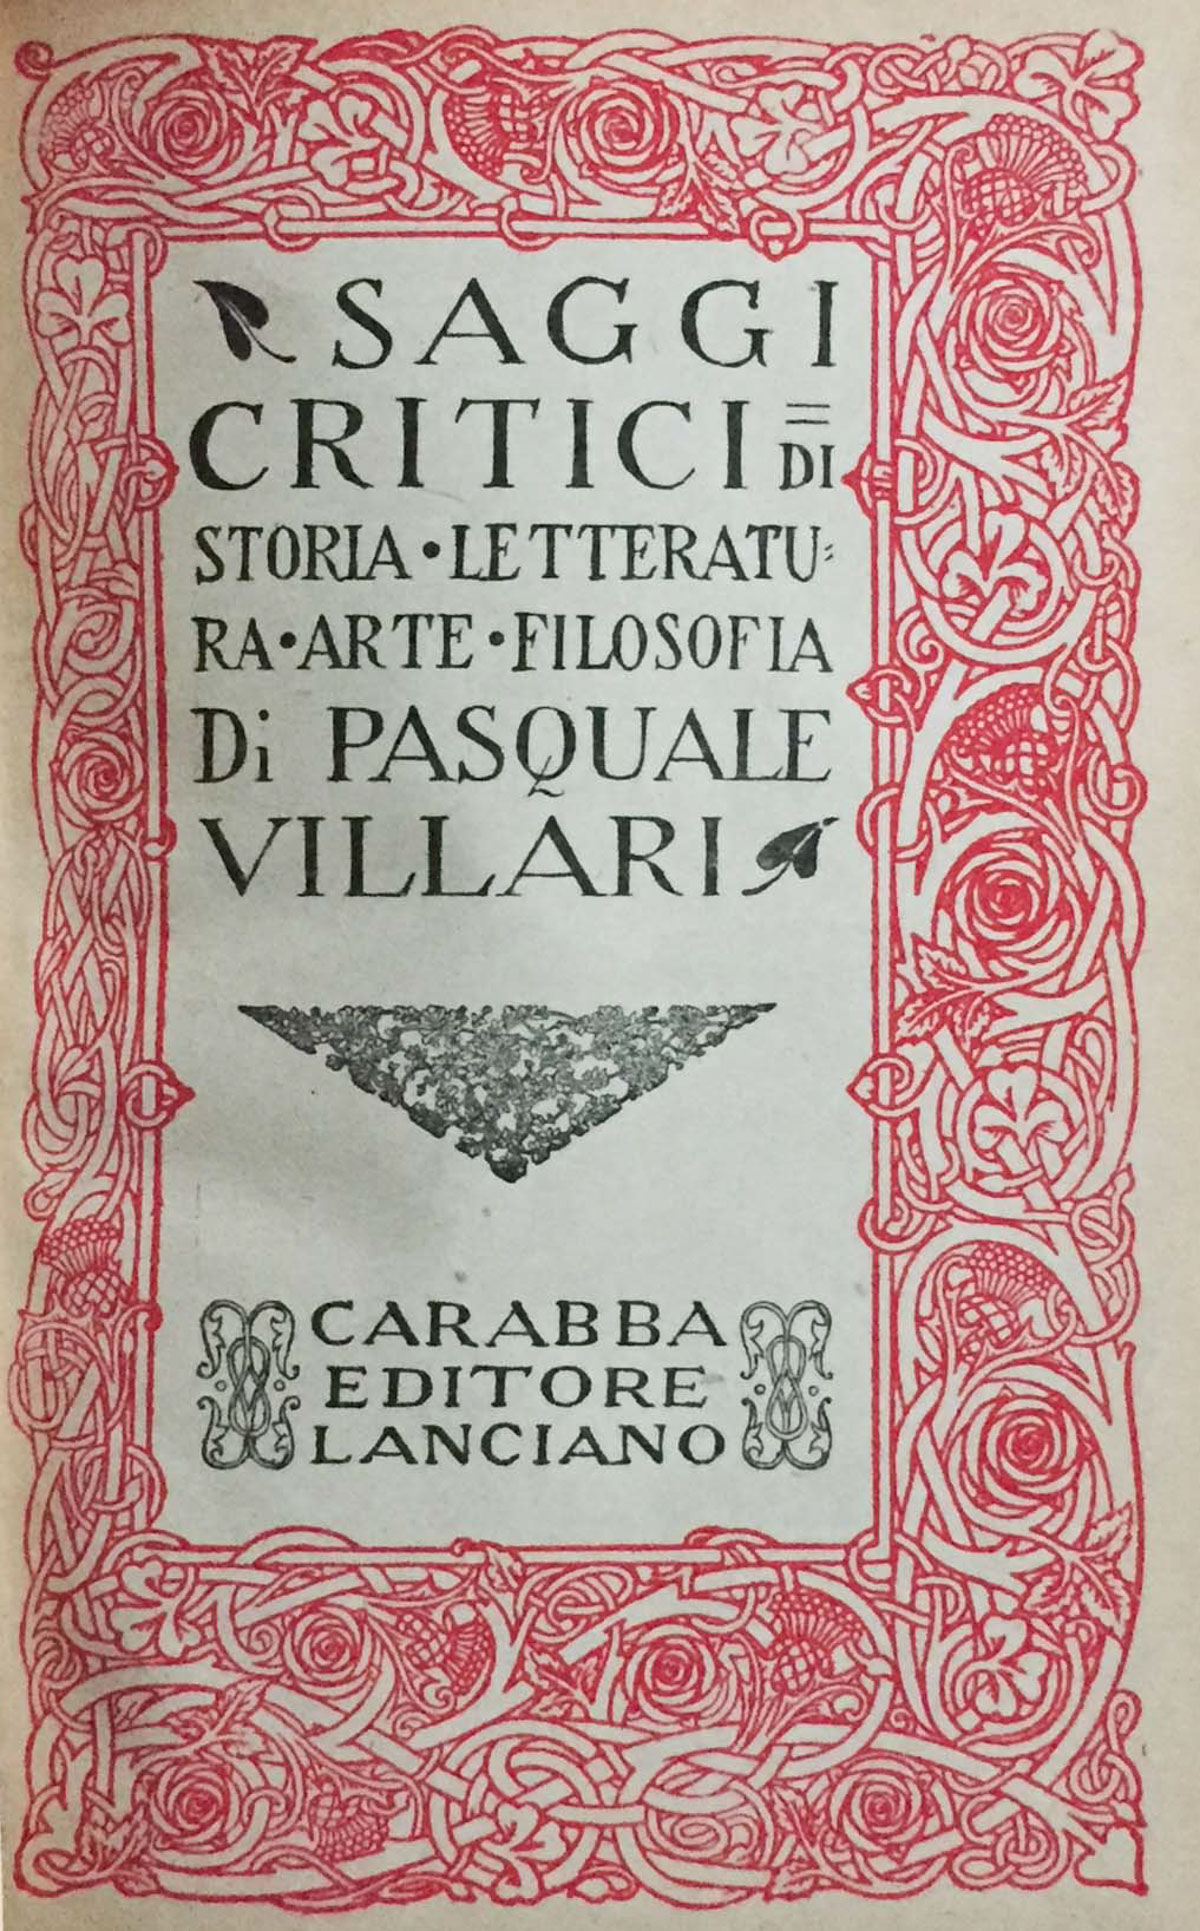 SAGGI
CRITICI = DI
STORIA • LETTERATU=
RA • ARTE • FILOSOFIA
Di PASQUALE
VILLARI
CARABBA
EDITORE
LANCIANO